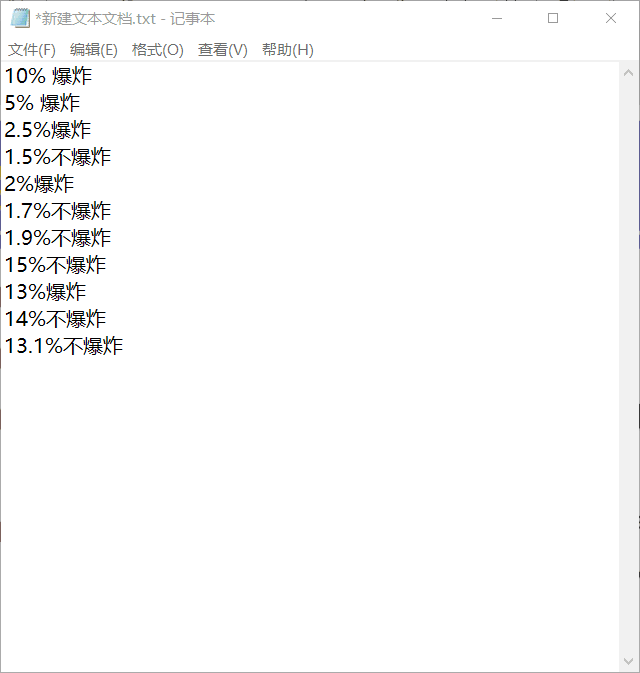 *新建文本文档.txt - 记事本
文件(F) 编辑(E) 格式(O) 查看(V) 帮助(H)
10% 爆炸
5% 爆炸
2.5%爆炸
1.5%不爆炸
2%爆炸
1.7%不爆炸
1.9%不爆炸
15%不爆炸
13%爆炸
14%不爆炸
13.1%不爆炸